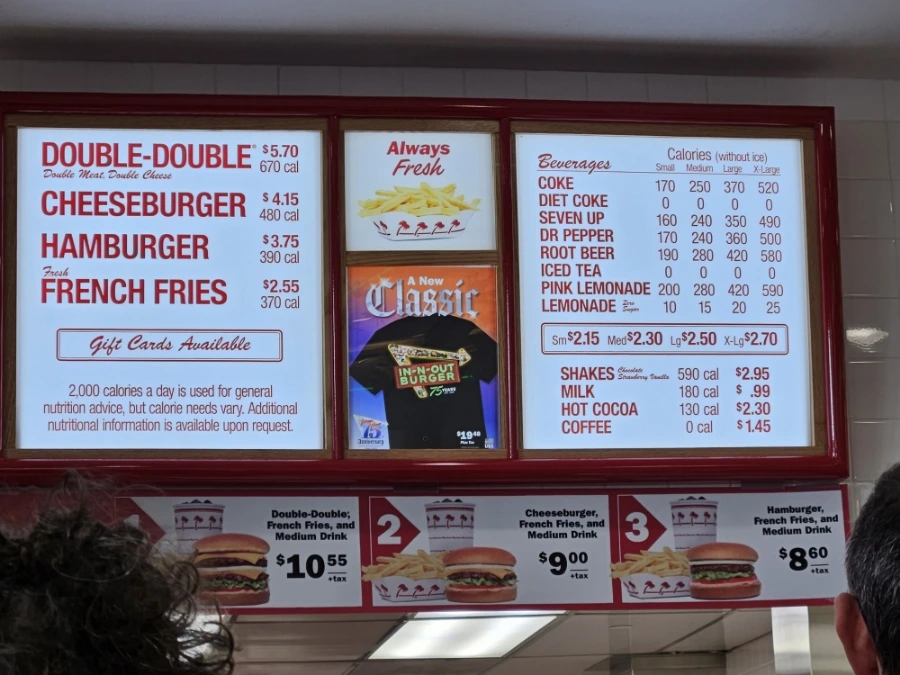 DOUBLE-DOUBLE® $5.70
Double Meat, Double Cheese 670 cal
CHEESEBURGER $4.15
480 cal
HAMBURGER $3.75
390 cal
Fresh
FRENCH FRIES $2.55
370 cal
Gift Cards Available
2,000 calories a day is used for general
nutrition advice, but calorie needs vary. Additional
nutritional information is available upon request.
Always
Fresh
A New
Classic
IN-N-OUT
BURGER
75 YEARS
75
Anniversary
$19.48
Plus Tax
Beverages Calories (without ice)
Small Medium Large X-Large
COKE 170 250 370 520
DIET COKE 0 0 0 0
SEVEN UP 160 240 350 490
DR PEPPER 170 240 360 500
ROOT BEER 190 280 420 580
ICED TEA 0 0 0 0
PINK LEMONADE 200 280 420 590
LEMONADE Zero Sugar 10 15 20 25
Sm$2.15 Med$2.30 Lg$2.50 X-Lg$2.70
SHAKES Chocolate Strawberry Vanilla 590 cal $2.95
MILK 180 cal $ .99
HOT COCOA 130 cal $2.30
COFFEE 0 cal $1.45
Double-Double,
French Fries, and
Medium Drink
$10 55
+tax
2
Cheeseburger,
French Fries, and
Medium Drink
$9 00
+tax
3
Hamburger,
French Fries, and
Medium Drink
$8 60
+tax